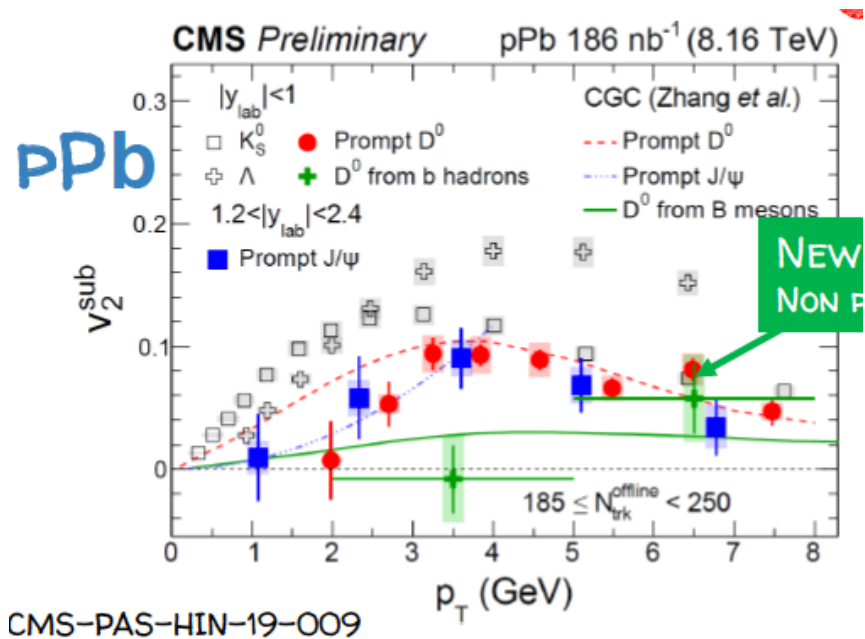 CMS Preliminary pPb 186 nb⁻¹ (8.16 TeV)
pPb
|y_lab|<1
K⁰_S
Λ
Prompt D⁰
D⁰ from b hadrons
1.2<|y_lab|<2.4
Prompt J/ψ
CGC (Zhang et al.)
Prompt D⁰
Prompt J/ψ
D⁰ from B mesons
NEW
NON P
185 ≤ N_trk^offline < 250
v₂^sub
0.3
0.2
0.1
0
0 1 2 3 4 5 6 7 8
p_T (GeV)
CMS-PAS-HIN-19-009